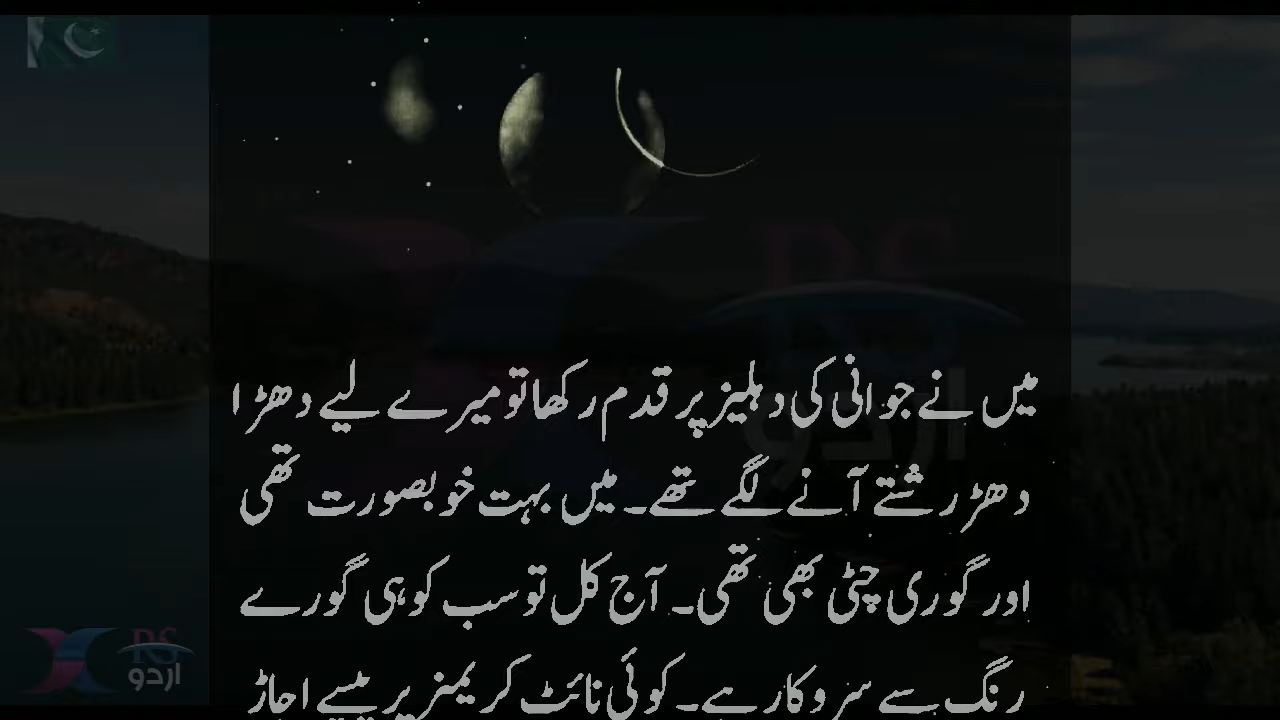 میں نے جوانی کی دہلیز پر قدم رکھا تو میرے لیے دھڑا
دھڑ رشتے آنے لگے تھے۔ میں بہت خوبصورت تھی
اور گوری چٹی بھی تھی۔ آج کل تو سب کو ہی گورے
رنگ سے سروکار ہے۔ کوئی نائٹ کریمز پر پیسے اجاڑ
RS
اردو
RS
اردو